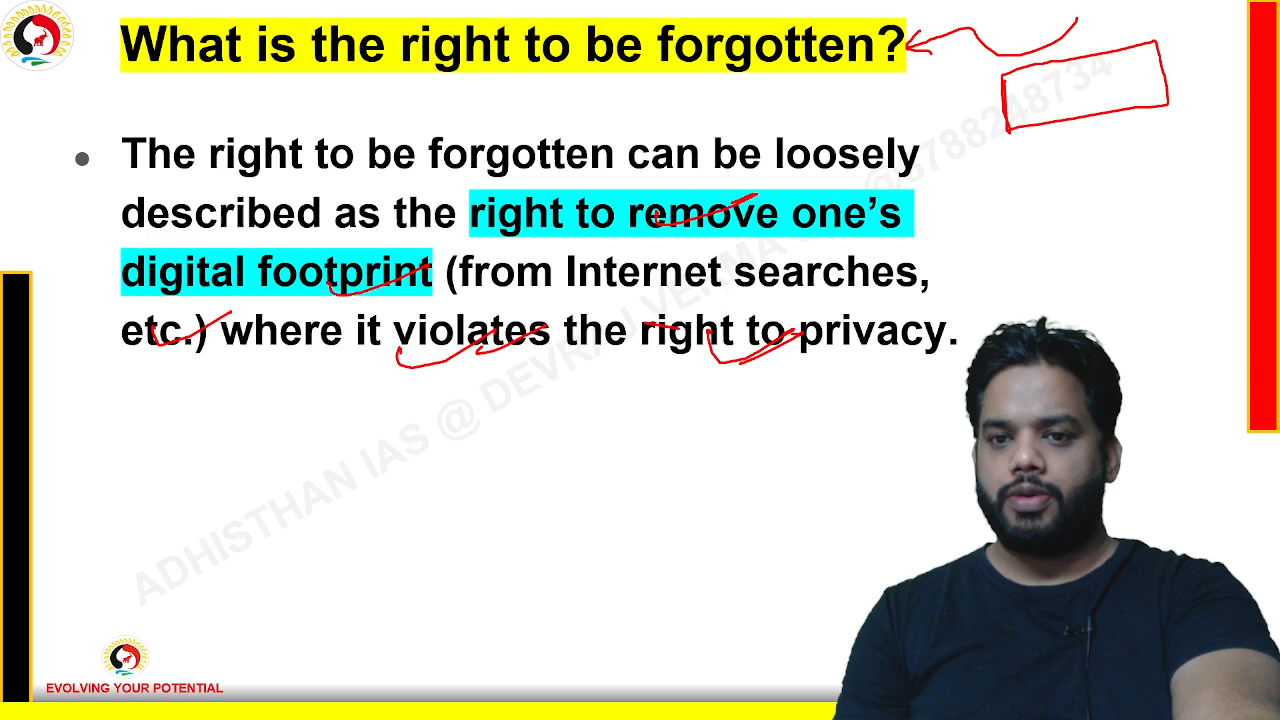 What is the right to be forgotten?
The right to be forgotten can be loosely
described as the right to remove one’s
digital footprint (from Internet searches,
etc.) where it violates the right to privacy.
ADHISTHAN IAS @ DEVRAJ VERMA
EVOLVING YOUR POTENTIAL